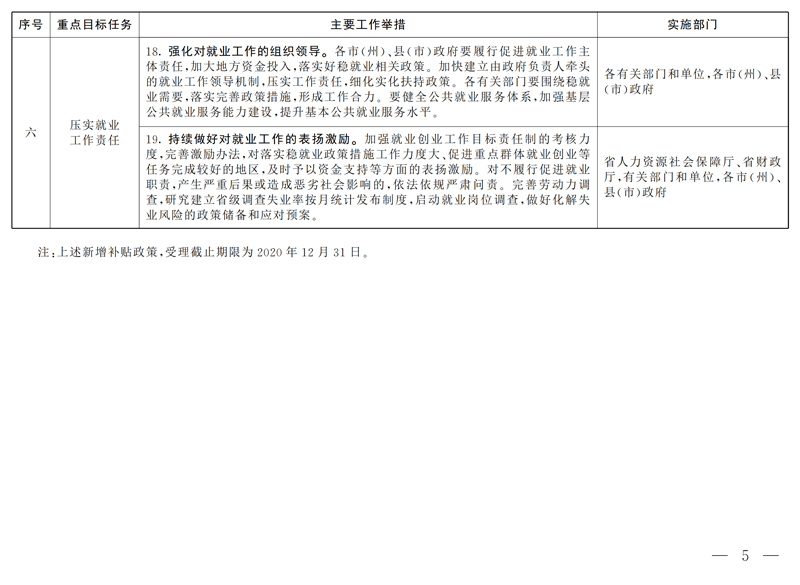 序号 重点目标任务 主要工作举措 实施部门
六
压实就业
工作责任
18. 强化对就业工作的组织领导。各市(州)、县(市)政府要履行促进就业工作主
体责任,加大地方资金投入,落实好稳就业相关政策。加快建立由政府负责人牵头
的就业工作领导机制,压实工作责任,细化实化扶持政策。各有关部门要围绕稳就
业需要,落实完善政策措施,形成工作合力。要健全公共就业服务体系,加强基层
公共就业服务能力建设,提升基本公共就业服务水平。
各有关部门和单位,各市(州)、县
(市)政府
19. 持续做好对就业工作的表扬激励。加强就业创业工作目标责任制的考核力
度,完善激励办法,对落实稳就业政策措施工作力度大、促进重点群体就业创业等
任务完成较好的地区,及时予以资金支持等方面的表扬激励。对不履行促进就业
职责,产生严重后果或造成恶劣社会影响的,依法依规严肃问责。完善劳动力调
查,研究建立省级调查失业率按月统计发布制度,启动就业岗位调查,做好化解失
业风险的政策储备和应对预案。
省人力资源社会保障厅、省财政
厅,有关部门和单位,各市(州)、
县(市)政府
注:上述新增补贴政策,受理截止期限为 2020 年 12 月 31 日。
— 5 —